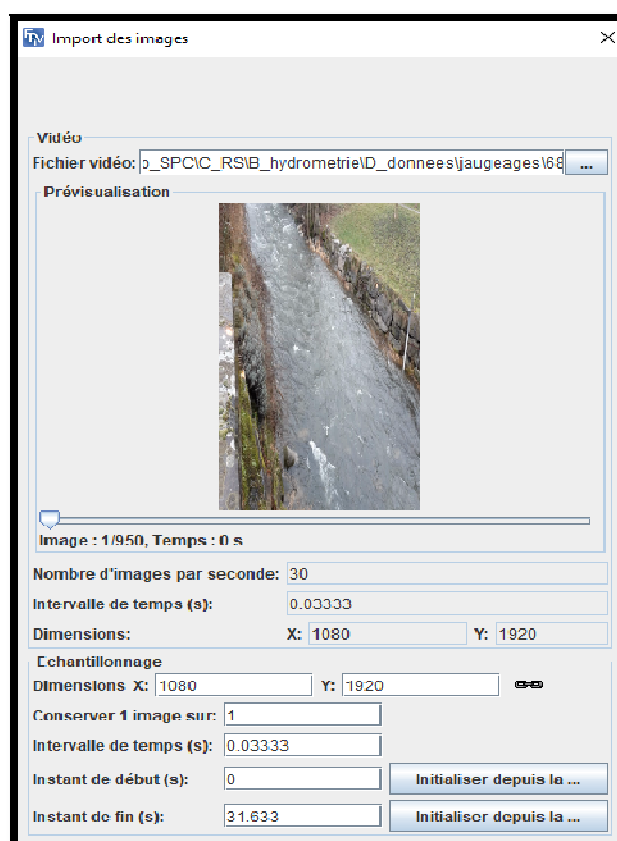 Import des images
Vidéo
Fichier vidéo: o_SPC\C_IRS\B_hydrometrie\D_donnees\jaugeages\68 ...
Prévisualisation
Image : 1/950, Temps : 0 s
Nombre d'images par seconde: 30
Intervalle de temps (s): 0.03333
Dimensions: X: 1080 Y: 1920
Echantillonnage
Dimensions X: 1080 Y: 1920
Conserver 1 image sur: 1
Intervalle de temps (s): 0.03333
Instant de début (s): 0 Initialiser depuis la ...
Instant de fin (s): 31.633 Initialiser depuis la ...